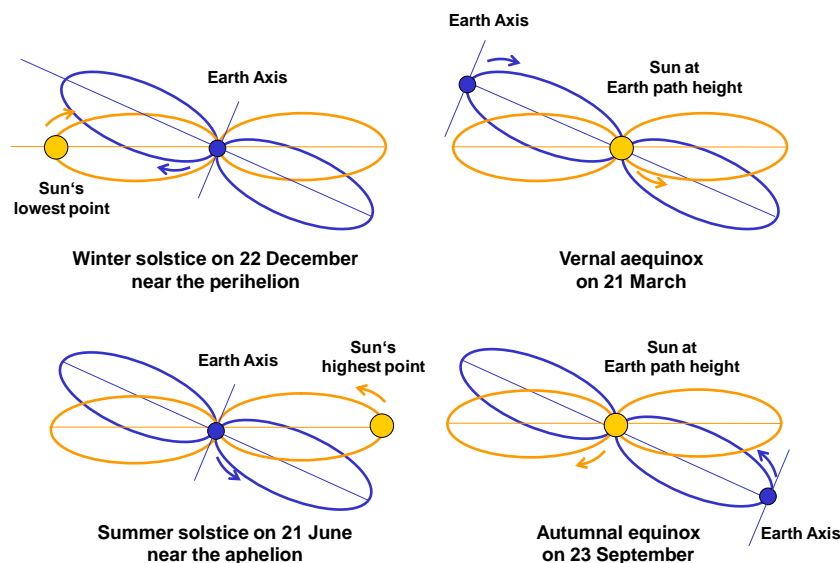 Earth Axis
Sun‘s
lowest point
Winter solstice on 22 December
near the perihelion
Earth Axis
Sun at
Earth path height
Vernal aequinox
on 21 March
Earth Axis
Sun‘s
highest point
Summer solstice on 21 June
near the aphelion
Sun at
Earth path height
Earth Axis
Autumnal equinox
on 23 September